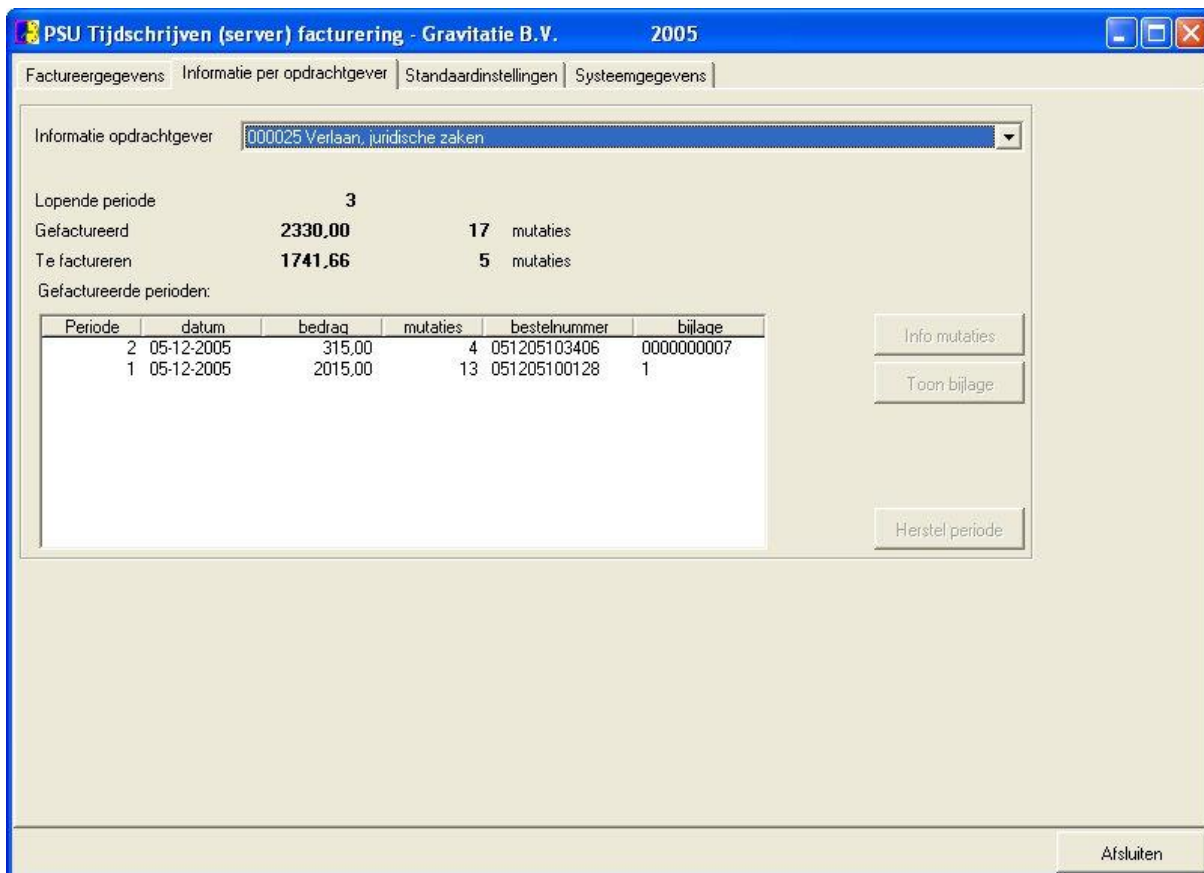 PSU Tijdschrijven (server) facturering - Gravitatie B.V. 2005
Factureergegevens Informatie per opdrachtgever Standaardinstellingen Systeemgegevens
Informatie opdrachtgever 000025 Verlaan, juridische zaken
Lopende periode 3
Gefactureerd 2330,00 17 mutaties
Te factureren 1741,66 5 mutaties
Gefactureerde perioden:
Periode datum bedrag mutaties bestelnummer bijlage
2 05-12-2005 315,00 4 051205103406 0000000007
1 05-12-2005 2015,00 13 051205100128 1
Info mutaties
Toon bijlage
Herstel periode
Afsluiten